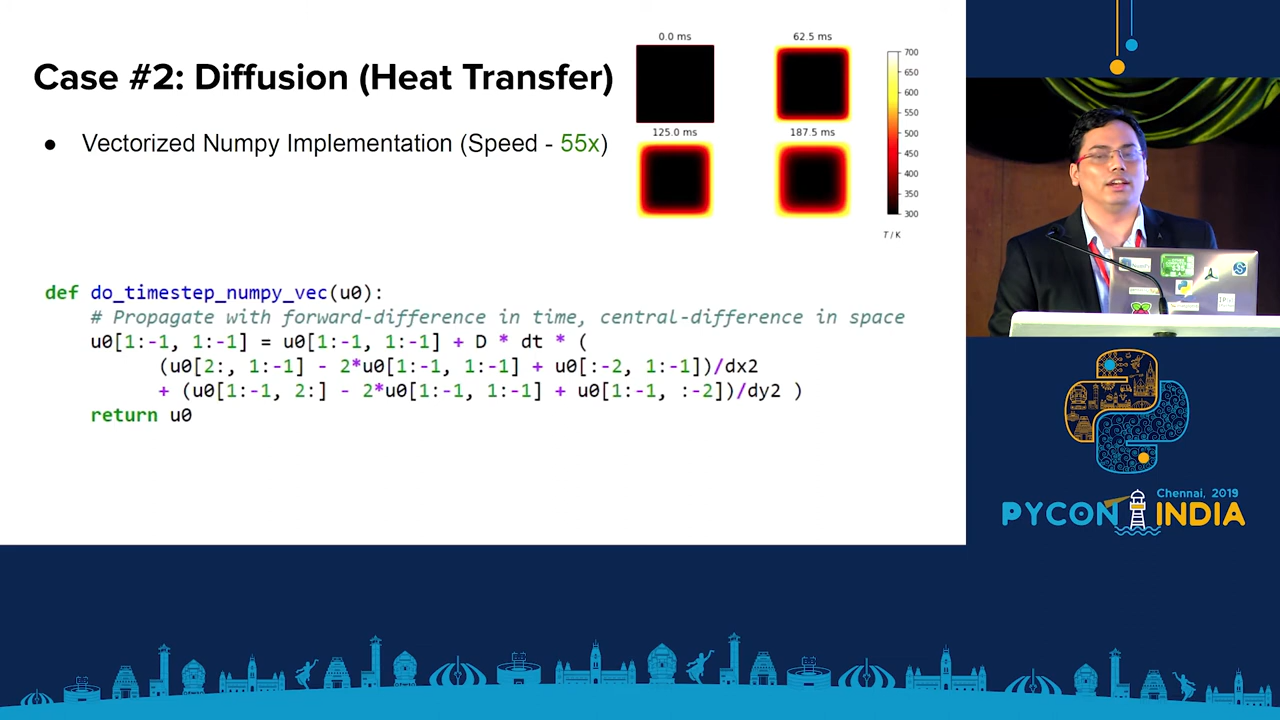 Case #2: Diffusion (Heat Transfer)
● Vectorized Numpy Implementation (Speed - 55x)
0.0 ms
62.5 ms
125.0 ms
187.5 ms
700
650
600
550
500
450
400
350
300
T / K
def do_timestep_numpy_vec(u0):
# Propagate with forward-difference in time, central-difference in space
u0[1:-1, 1:-1] = u0[1:-1, 1:-1] + D * dt * (
(u0[2:, 1:-1] - 2*u0[1:-1, 1:-1] + u0[:-2, 1:-1])/dx2
+ (u0[1:-1, 2:] - 2*u0[1:-1, 1:-1] + u0[1:-1, :-2])/dy2 )
return u0
Chennai, 2019
PYCON INDIA